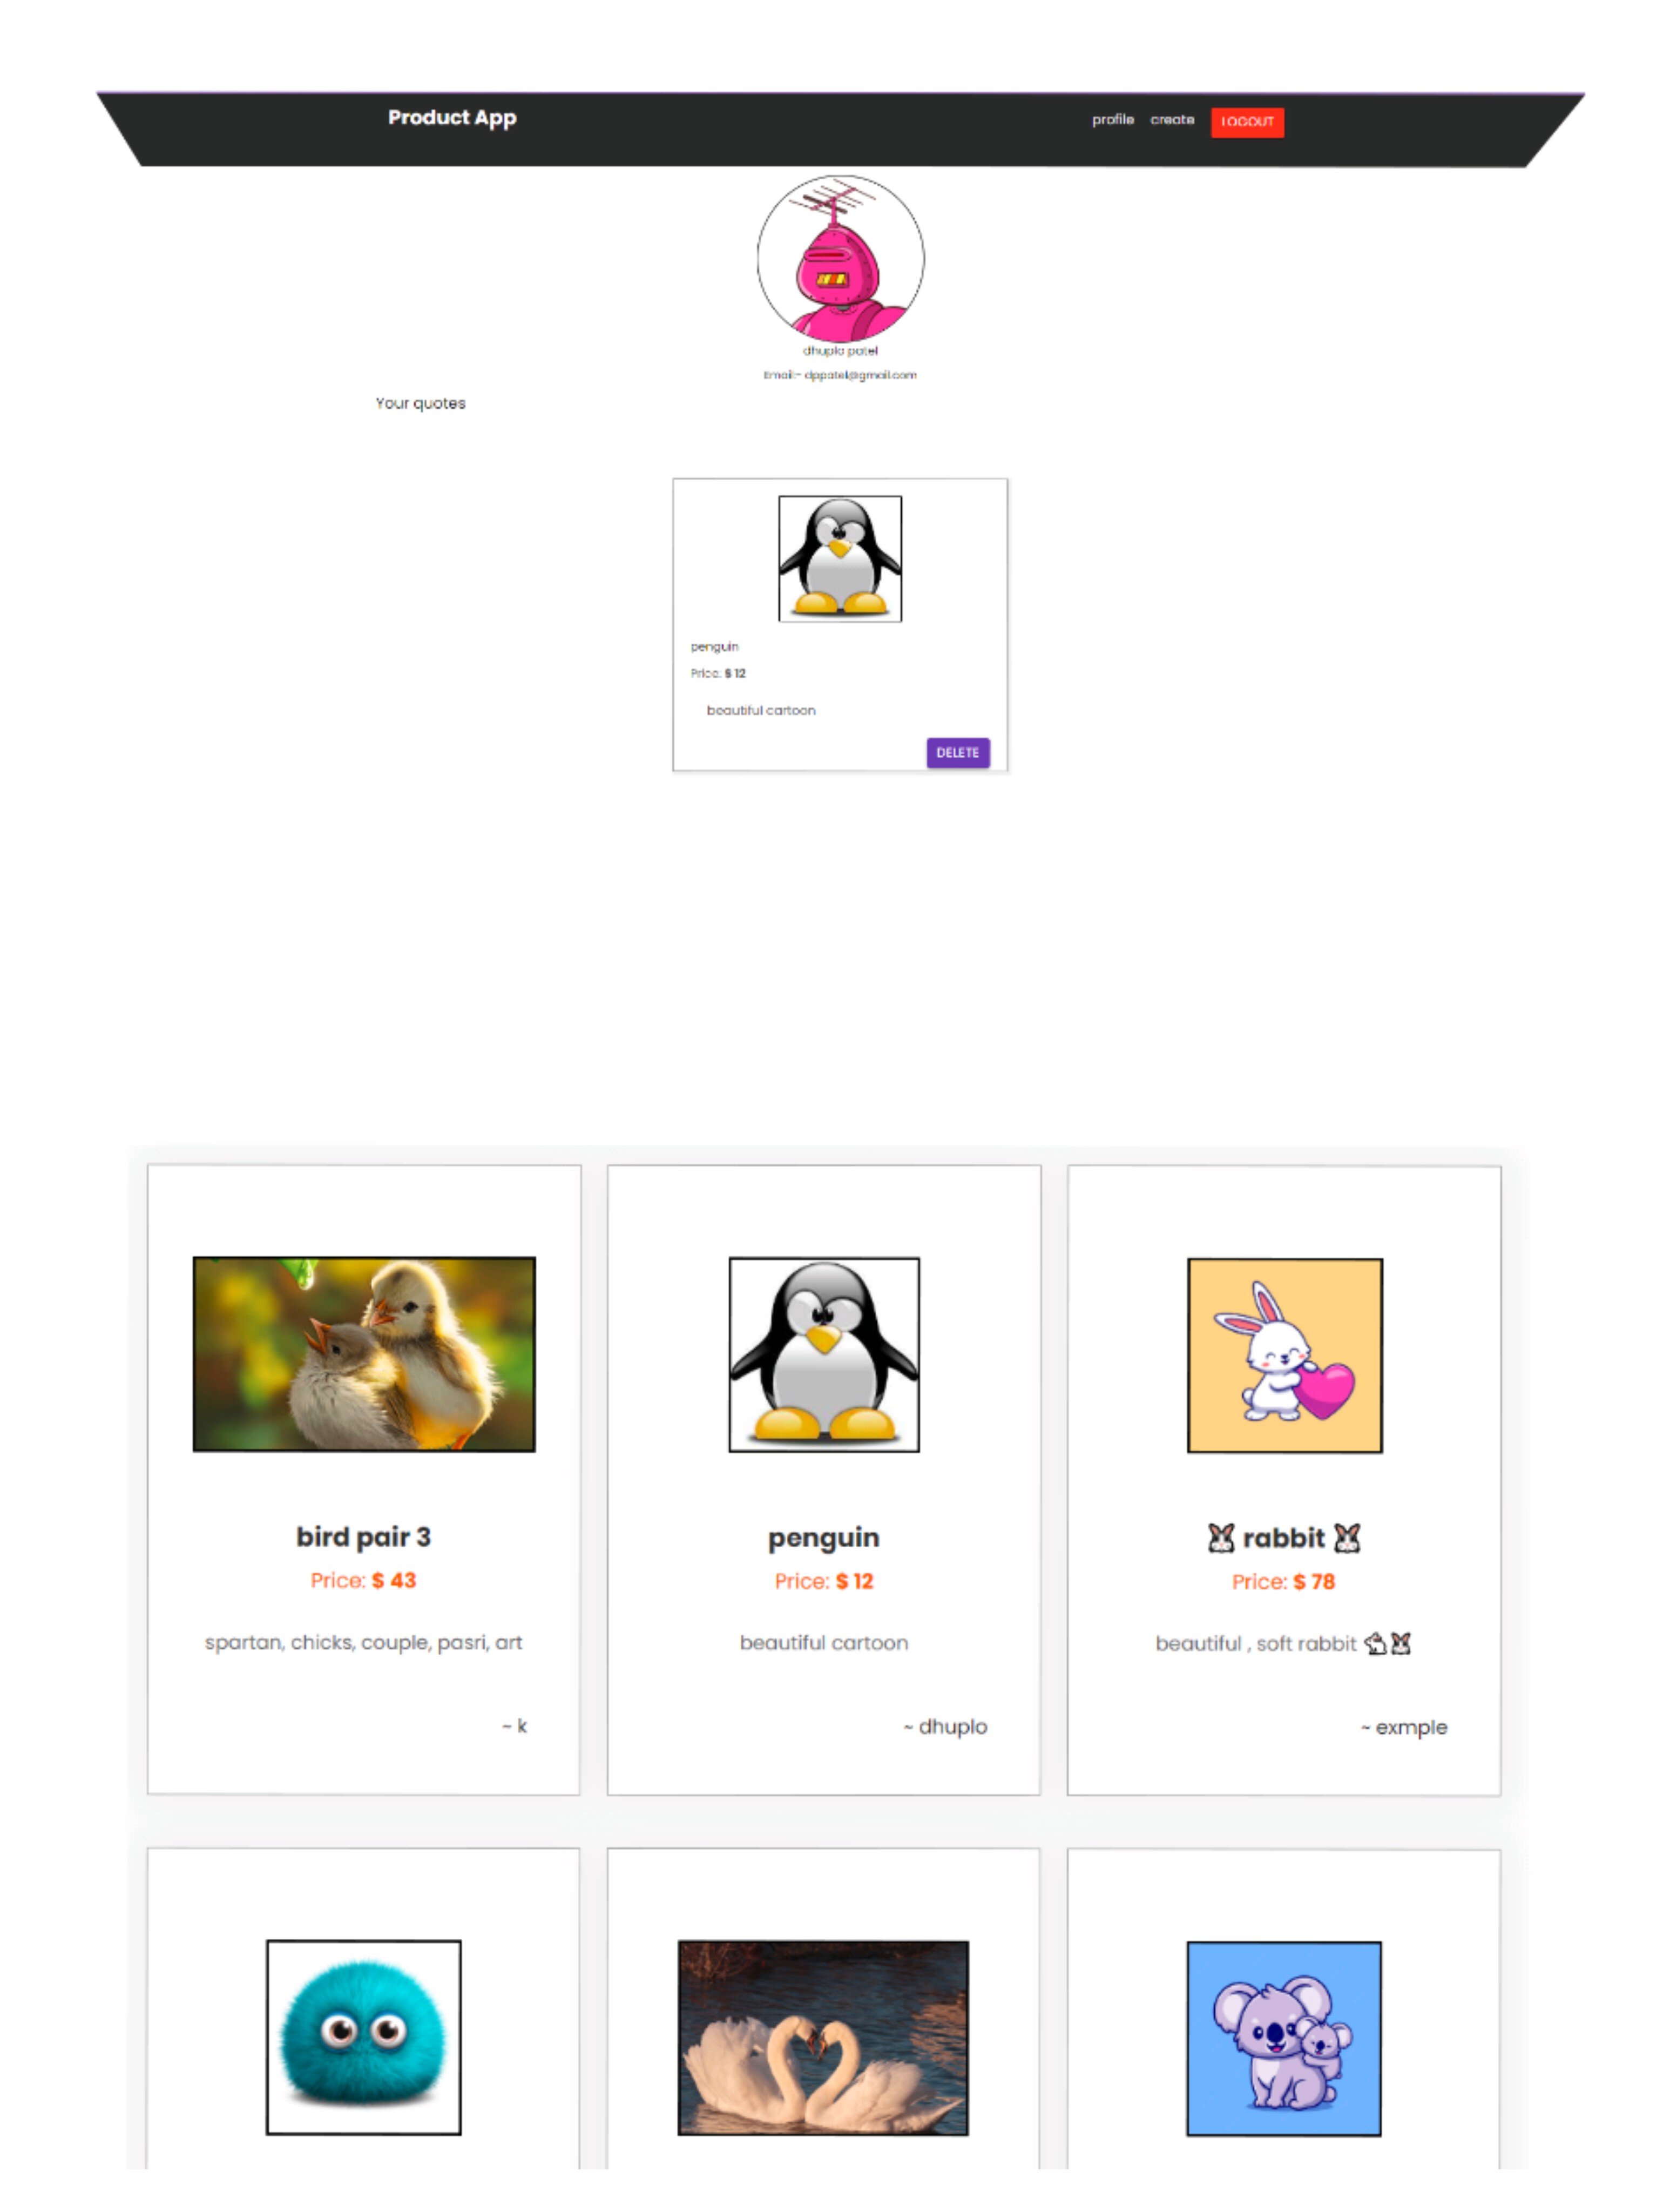 Product App
profile create LOGOUT
dhuplo patel
Email:- dppatel@gmail.com
Your quotes
penguin
Price: $ 12
beautiful cartoon
DELETE
bird pair 3
Price: $ 43
spartan, chicks, couple, pasri, art
~ k
penguin
Price: $ 12
beautiful cartoon
~ dhuplo
🐰 rabbit 🐰
Price: $ 78
beautiful , soft rabbit 🐇🐰
~ exmple